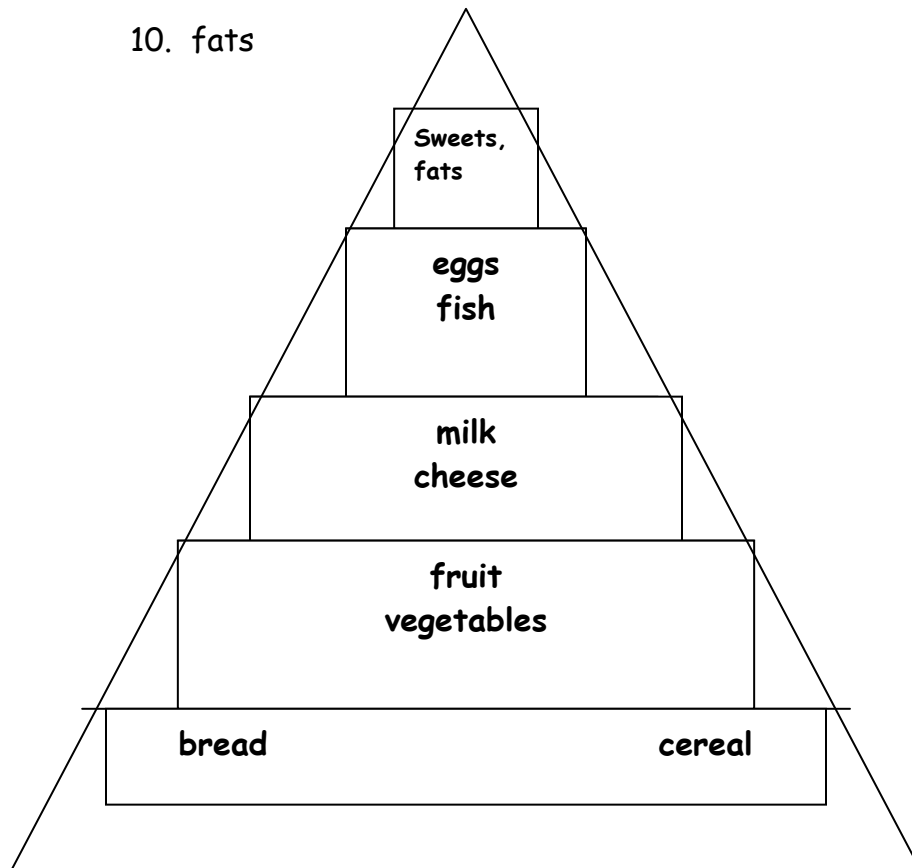 10. fats
Sweets,
fats
eggs
fish
milk
cheese
fruit
vegetables
bread cereal